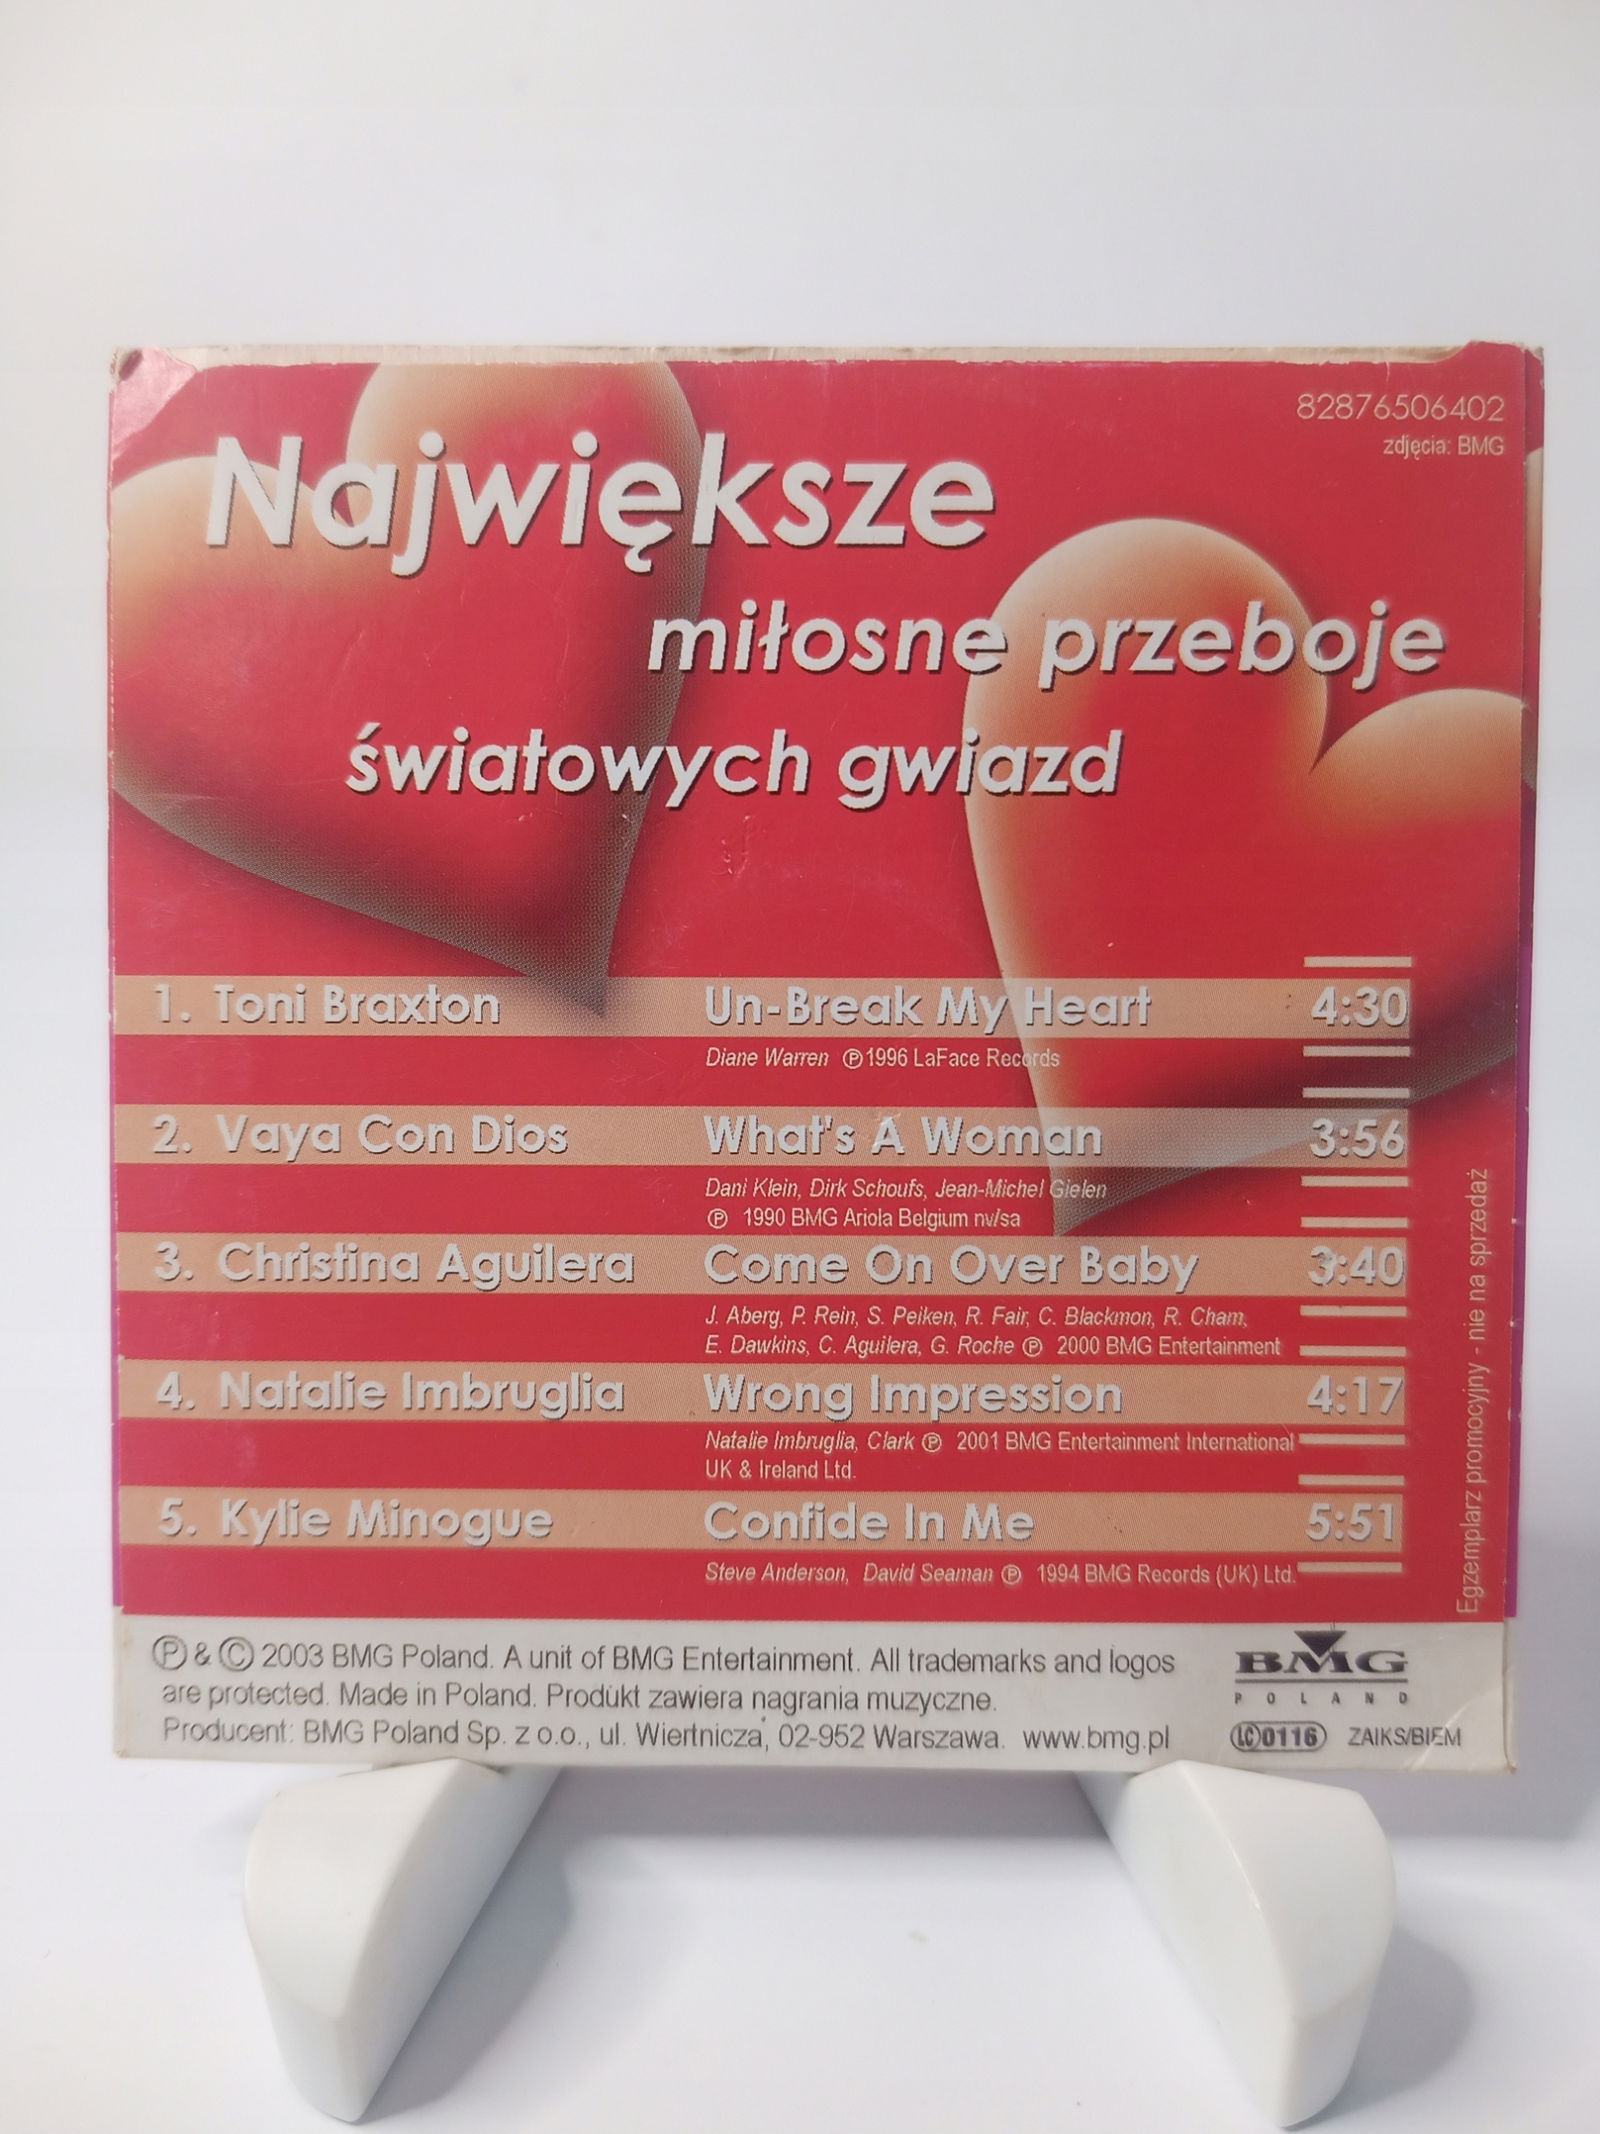 82876506402
zdjęcia: BMG
Największe
miłosne przeboje
światowych gwiazd
1. Toni Braxton Un-Break My Heart 4:30
Diane Warren ℗1996 LaFace Records
2. Vaya Con Dios What's A Woman 3:56
Dani Klein, Dirk Schoufs, Jean-Michel Gielen
℗ 1990 BMG Ariola Belgium nv/sa
3. Christina Aguilera Come On Over Baby 3:40
J. Aberg, P. Rein, S. Peiken, R. Fair, C. Blackmon, R. Cham,
E. Dawkins, C. Aguilera, G. Roche ℗ 2000 BMG Entertainment
4. Natalie Imbruglia Wrong Impression 4:17
Natalie Imbruglia, Clark ℗ 2001 BMG Entertainment International
UK & Ireland Ltd.
5. Kylie Minogue Confide In Me 5:51
Steve Anderson, David Seaman ℗ 1994 BMG Records (UK) Ltd.
Egzemplarz promocyjny - nie na sprzedaż
℗ & © 2003 BMG Poland. A unit of BMG Entertainment. All trademarks and logos
are protected. Made in Poland. Produkt zawiera nagrania muzyczne.
Producent: BMG Poland Sp. z o.o., ul. Wiertnicza, 02-952 Warszawa. www.bmg.pl
BMG
POLAND
LC 0116 ZAIKS/BIEM